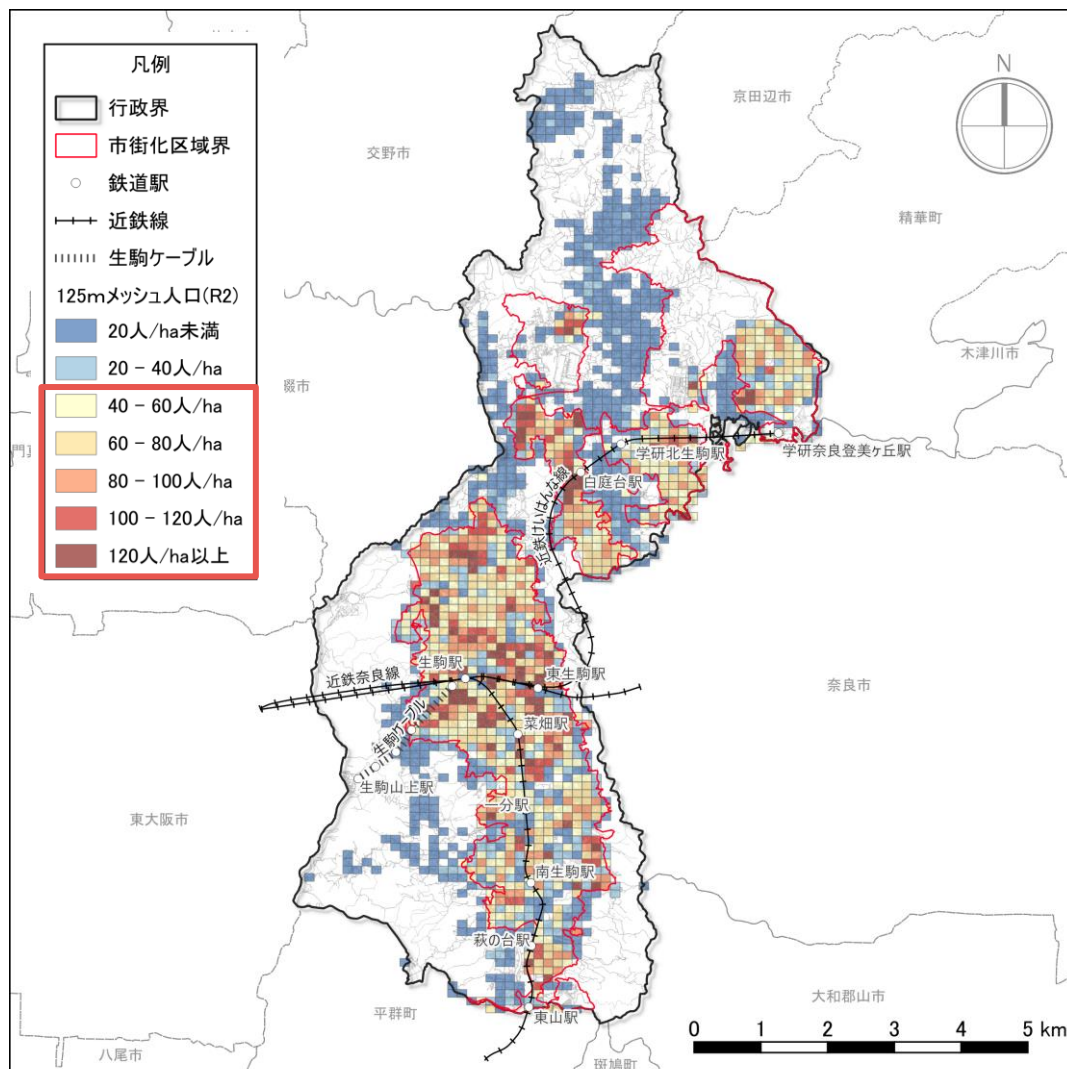 凡例
行政界
市街化区域界
鉄道駅
近鉄線
生駒ケーブル
125mメッシュ人口(R2)
20人/ha未満
20 - 40人/ha
40 - 60人/ha
60 - 80人/ha
80 - 100人/ha
100 - 120人/ha
120人/ha以上
N
京田辺市
交野市
精華町
木津川市
畷市
門
学研北生駒駅
学研奈良登美ヶ丘駅
白庭台駅
近鉄けいはんな線
生駒駅
近鉄奈良線
東生駒駅
奈良市
菜畑駅
生駒ケーブル
生駒山上駅
一分駅
東大阪市
南生駒駅
萩の台駅
大和郡山市
平群町
東山駅
八尾市
斑鳩町
0 1 2 3 4 5 km